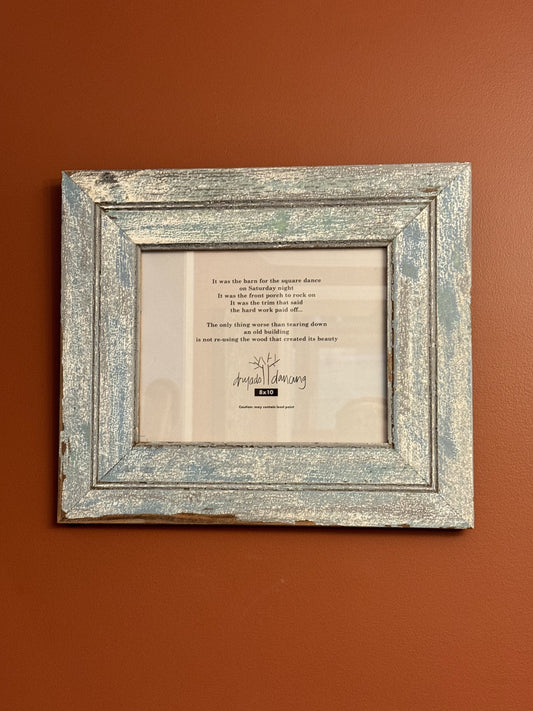 It was the barn for the square dance
on Saturday night
It was the front porch to rock on
It was the trim that said
the hard work paid off...
The only thing worse than tearing down
an old building
is not re-using the wood that created its beauty
dryads dancing
8x10
Caution: may contain lead paint